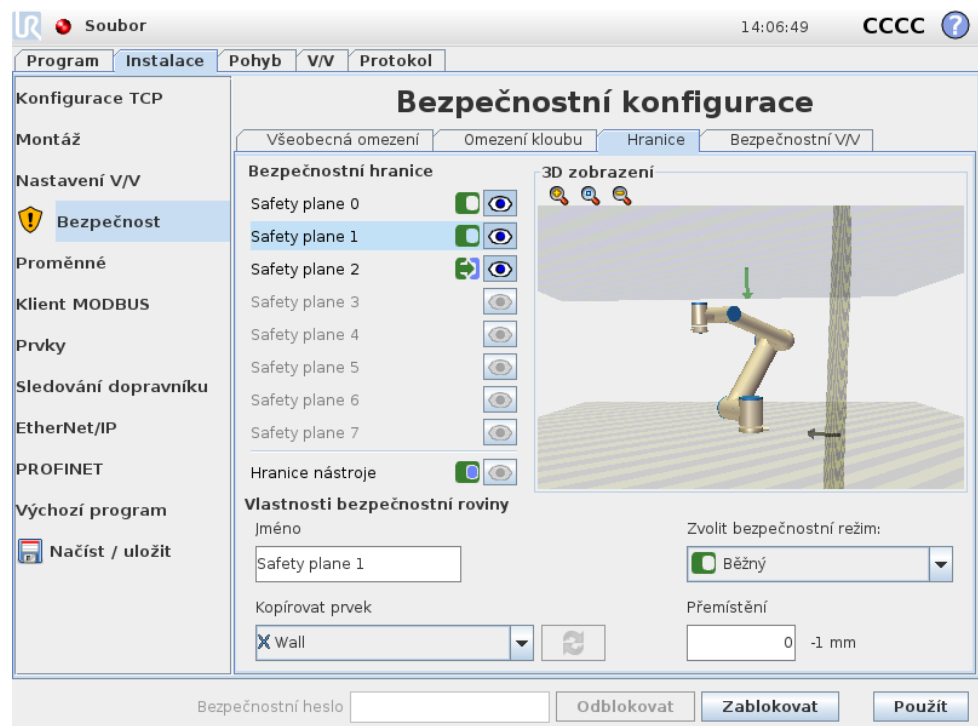 UR Soubor 14:06:49 CCCC ?
Program Instalace Pohyb V/V Protokol
Konfigurace TCP
Montáž
Nastavení V/V
Bezpečnost
Proměnné
Klient MODBUS
Prvky
Sledování dopravníku
EtherNet/IP
PROFINET
Výchozí program
Načíst / uložit
Bezpečnostní konfigurace
Všeobecná omezení Omezení kloubu Hranice Bezpečnostní V/V
Bezpečnostní hranice
Safety plane 0
Safety plane 1
Safety plane 2
Safety plane 3
Safety plane 4
Safety plane 5
Safety plane 6
Safety plane 7
Hranice nástroje
3D zobrazení
Vlastnosti bezpečnostní roviny
Jméno
Safety plane 1
Zvolit bezpečnostní režim:
Běžný
Kopírovat prvek
Wall
Přemístění
0 -1 mm
Bezpečnostní heslo Odblokovat Zablokovat Použít